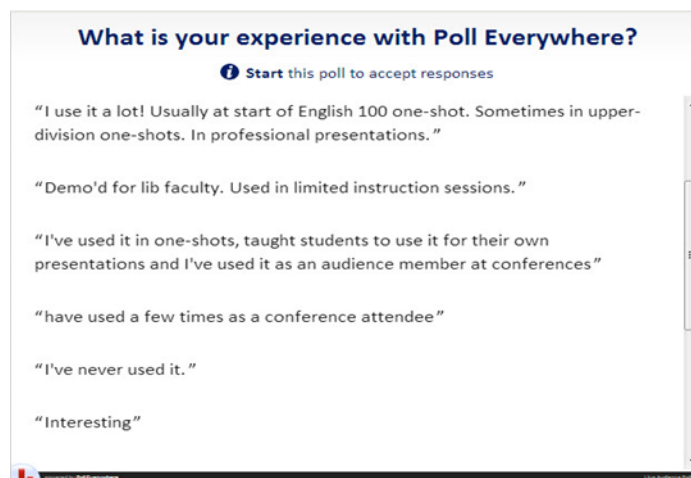 What is your experience with Poll Everywhere?
i Start this poll to accept responses
“I use it a lot! Usually at start of English 100 one-shot. Sometimes in upper-
division one-shots. In professional presentations.”
“Demo'd for lib faculty. Used in limited instruction sessions.”
“I've used it in one-shots, taught students to use it for their own
presentations and I've used it as an audience member at conferences”
“have used a few times as a conference attendee”
“I've never used it.”
“Interesting”
powered by Poll Everywhere